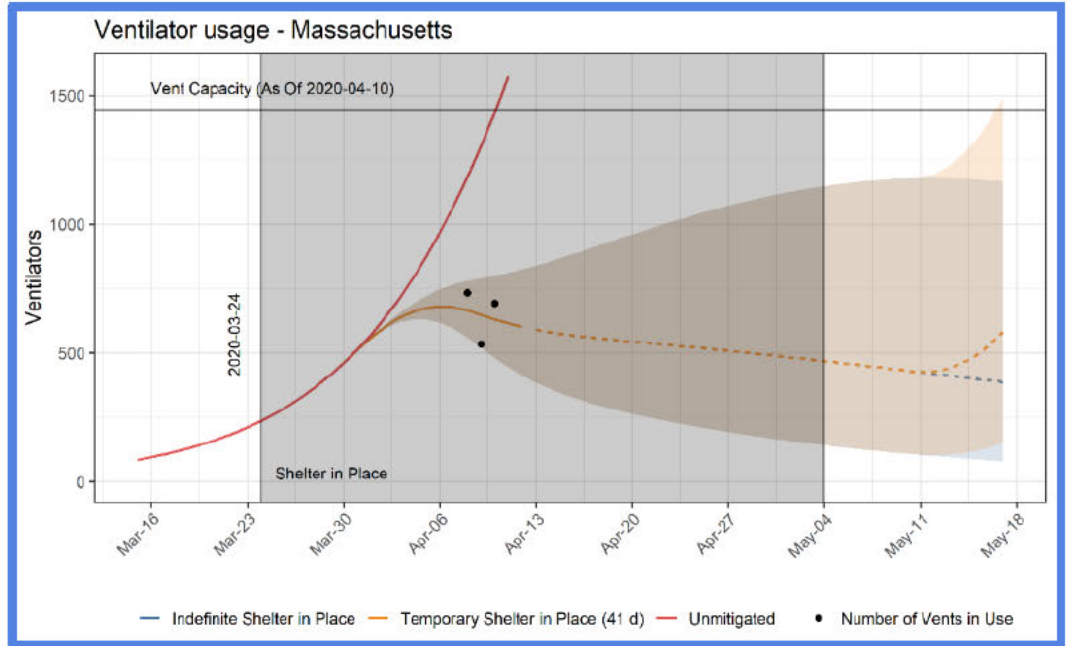 Ventilator usage - Massachusetts
Vent Capacity (As Of 2020-04-10)
1500
1000
500
0
Ventilators
2020-03-24
Shelter in Place
Mar-16
Mar-23
Mar-30
Apr-06
Apr-13
Apr-20
Apr-27
May-04
May-11
May-18
Indefinite Shelter in Place
Temporary Shelter in Place (41 d)
Unmitigated
Number of Vents in Use